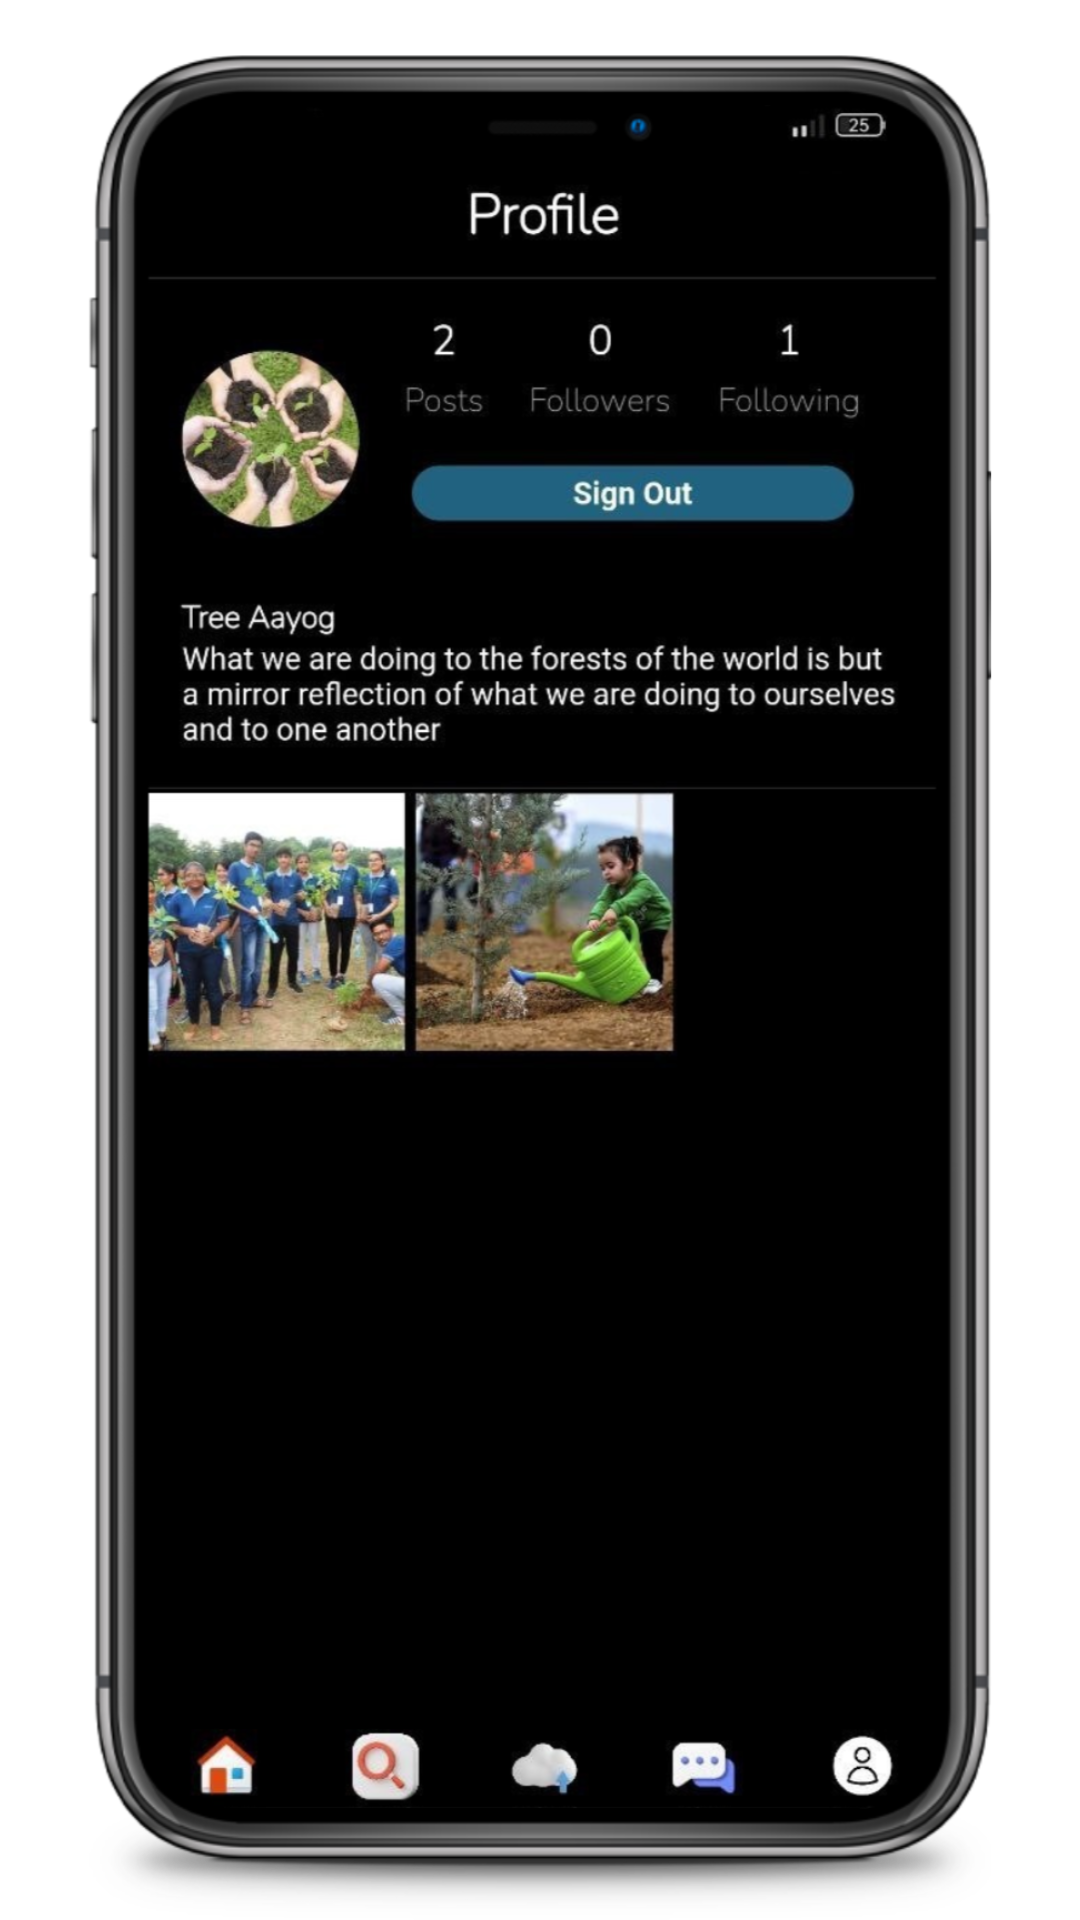 25
Profile
2 0 1
Posts Followers Following
Sign Out
Tree Aayog
What we are doing to the forests of the world is but
a mirror reflection of what we are doing to ourselves
and to one another